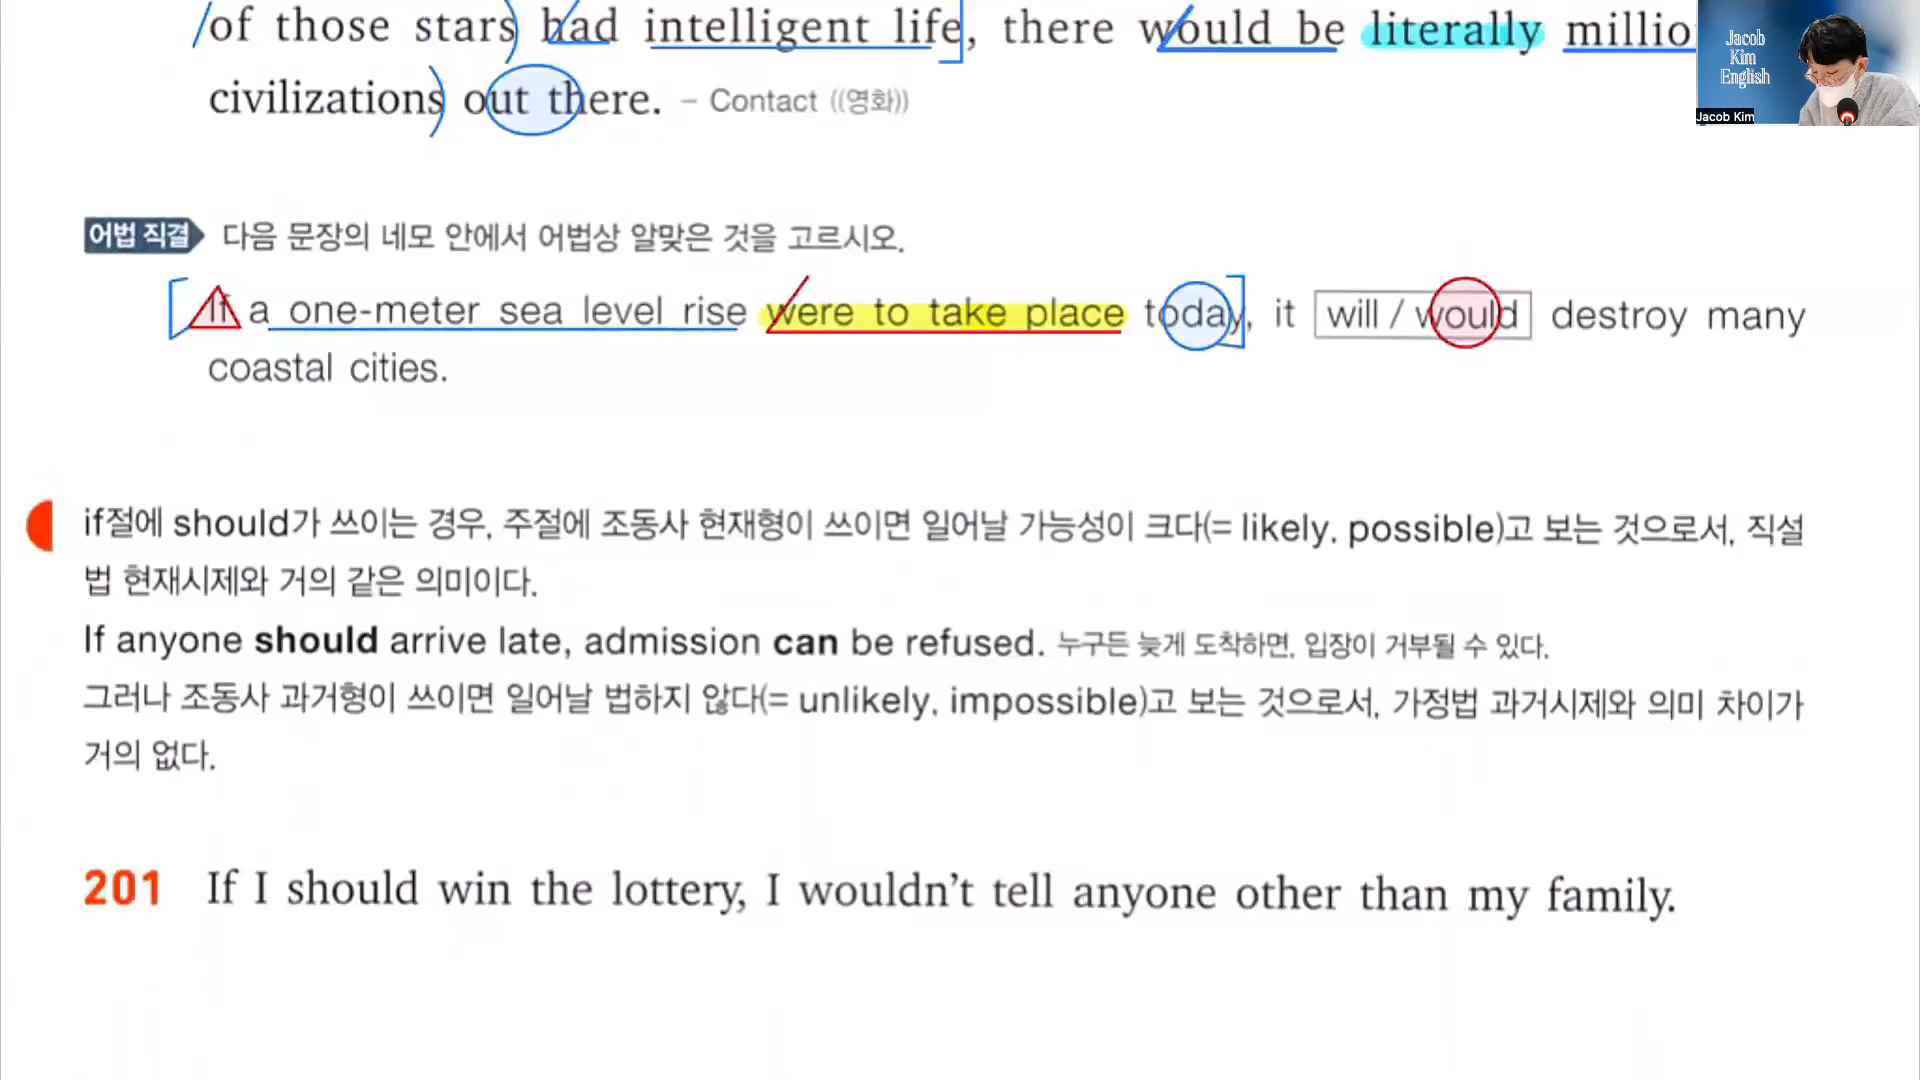 of those stars) had intelligent life], there would be literally
civilizations) out there. – Contact ((영화))
Jacob
Kim
English
Jacob Kim
어법 직결 다음 문장의 네모 안에서 어법상 알맞은 것을 고르시오.
If a one-meter sea level rise were to take place today, it will / would destroy many
coastal cities.
if절에 should가 쓰이는 경우, 주절에 조동사 현재형이 쓰이면 일어날 가능성이 크다(= likely, possible)고 보는 것으로서, 직설
법 현재시제와 거의 같은 의미이다.
If anyone should arrive late, admission can be refused. 누구든 늦게 도착하면, 입장이 거부될 수 있다.
그러나 조동사 과거형이 쓰이면 일어날 법하지 않다(= unlikely, impossible)고 보는 것으로서, 가정법 과거시제와 의미 차이가
거의 없다.
201 If I should win the lottery, I wouldn't tell anyone other than my family.